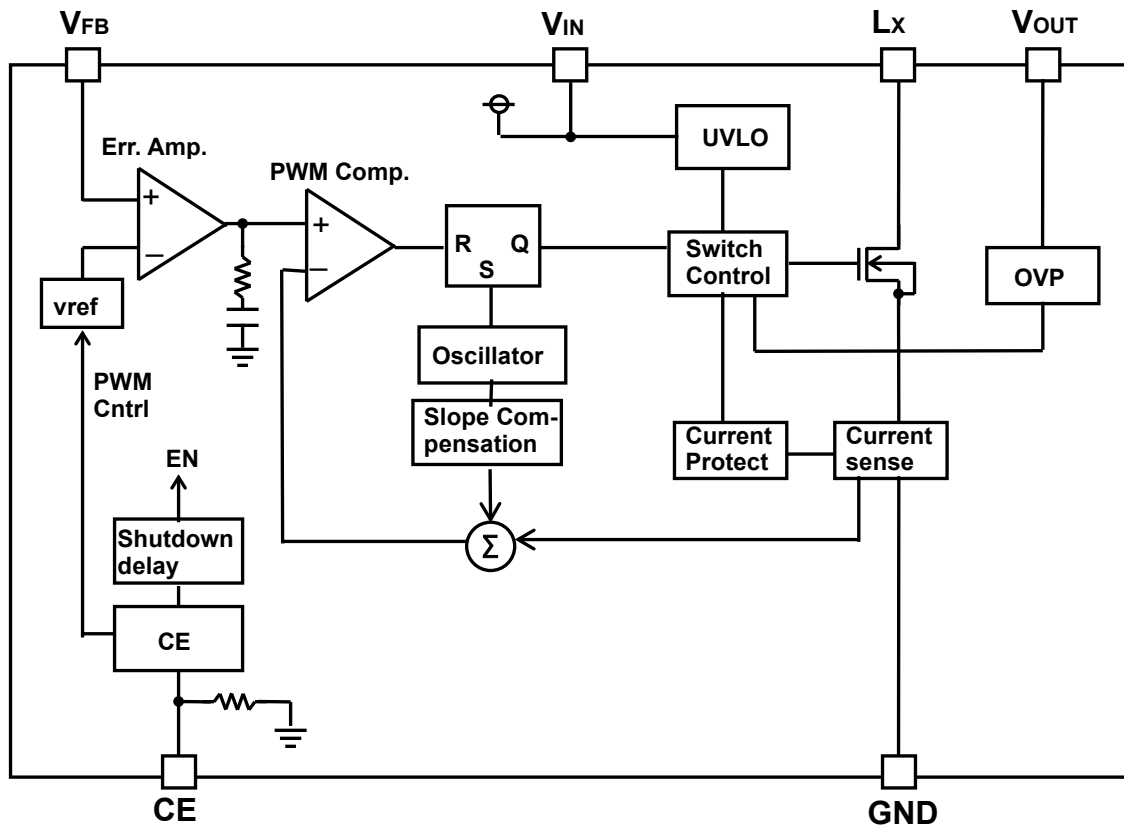 VFB
VIN
LX
VOUT
Err. Amp.
PWM Comp.
UVLO
+
−
+
−
R
Q
S
Switch
Control
OVP
vref
Oscillator
PWM
Cntrl
Slope Com-
pensation
Current
Protect
Current
sense
EN
Shutdown
delay
Σ
CE
CE
GND